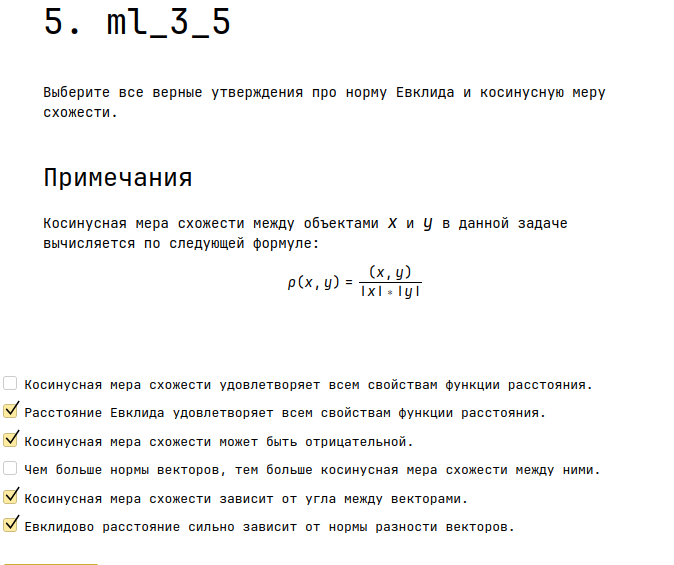 5. ml_3_5
Выберите все верные утверждения про норму Евклида и косинусную меру
схожести.
Примечания
Косинусная мера схожести между объектами x и y в данной задаче
вычисляется по следующей формуле:
ρ(x, y) = (x, y) / |x| * |y|
Косинусная мера схожести удовлетворяет всем свойствам функции расстояния.
Расстояние Евклида удовлетворяет всем свойствам функции расстояния.
Косинусная мера схожести может быть отрицательной.
Чем больше нормы векторов, тем больше косинусная мера схожести между ними.
Косинусная мера схожести зависит от угла между векторами.
Евклидово расстояние сильно зависит от нормы разности векторов.